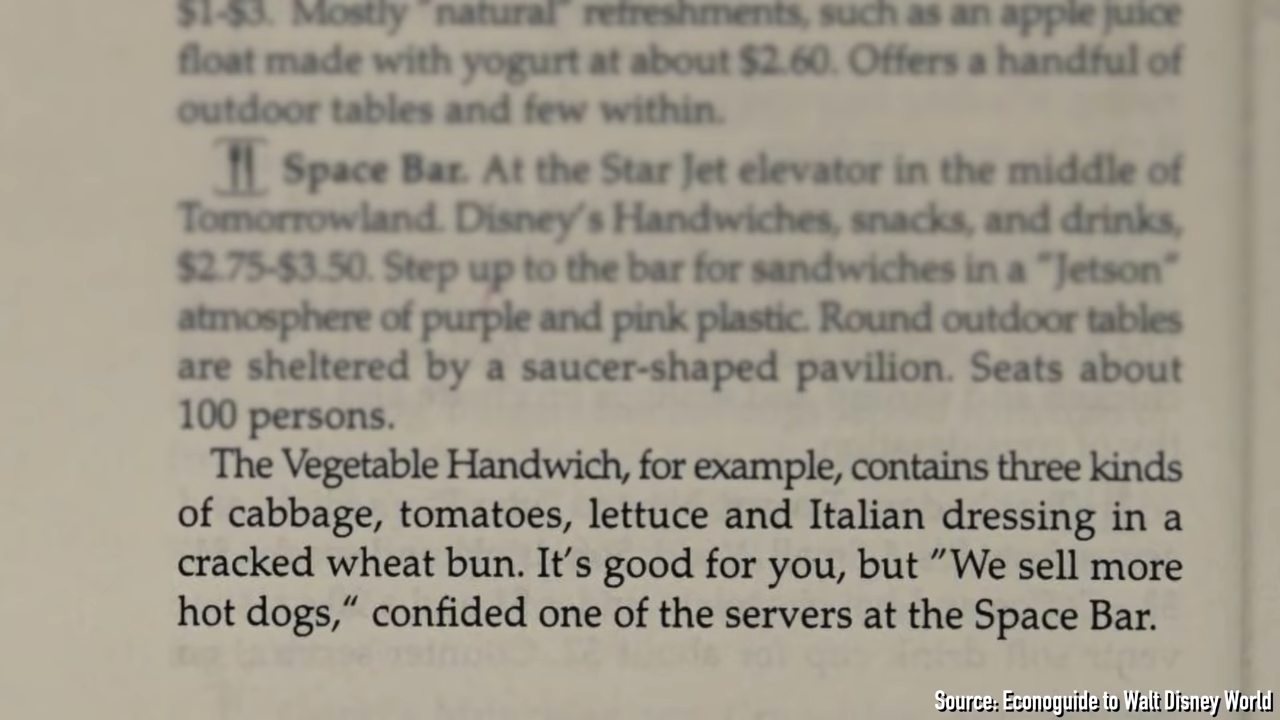 $1-$3. Mostly "natural" refreshments, such as an apple juice
float made with yogurt at about $2.60. Offers a handful of
outdoor tables and few within.
Space Bar. At the Star Jet elevator in the middle of
Tomorrowland. Disney's Handwiches, snacks, and drinks,
$2.75-$3.50. Step up to the bar for sandwiches in a "Jetson"
atmosphere of purple and pink plastic. Round outdoor tables
are sheltered by a saucer-shaped pavilion. Seats about
100 persons.
The Vegetable Handwich, for example, contains three kinds
of cabbage, tomatoes, lettuce and Italian dressing in a
cracked wheat bun. It's good for you, but "We sell more
hot dogs," confided one of the servers at the Space Bar.
Source: Econoguide to Walt Disney World